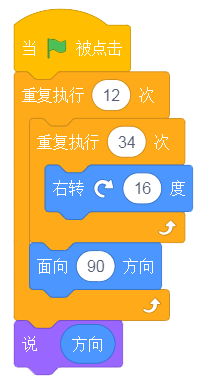 当 被点击
重复执行 12 次
重复执行 34 次
右转 16 度
面向 90 方向
说 方向